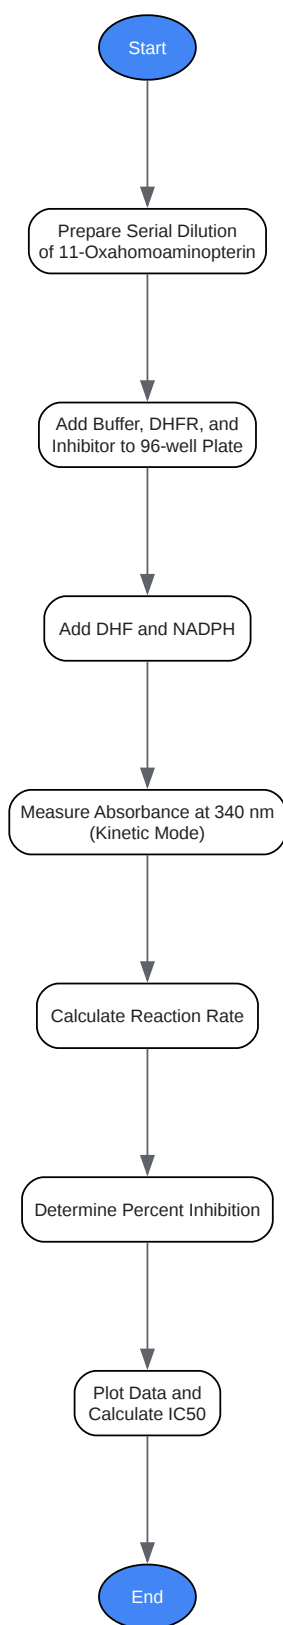 Start
Prepare Serial Dilution
of 11-Oxahomoaminopterin
Add Buffer, DHFR, and
Inhibitor to 96-well Plate
Add DHF and NADPH
Measure Absorbance at 340 nm
(Kinetic Mode)
Calculate Reaction Rate
Determine Percent Inhibition
Plot Data and
Calculate IC50
End